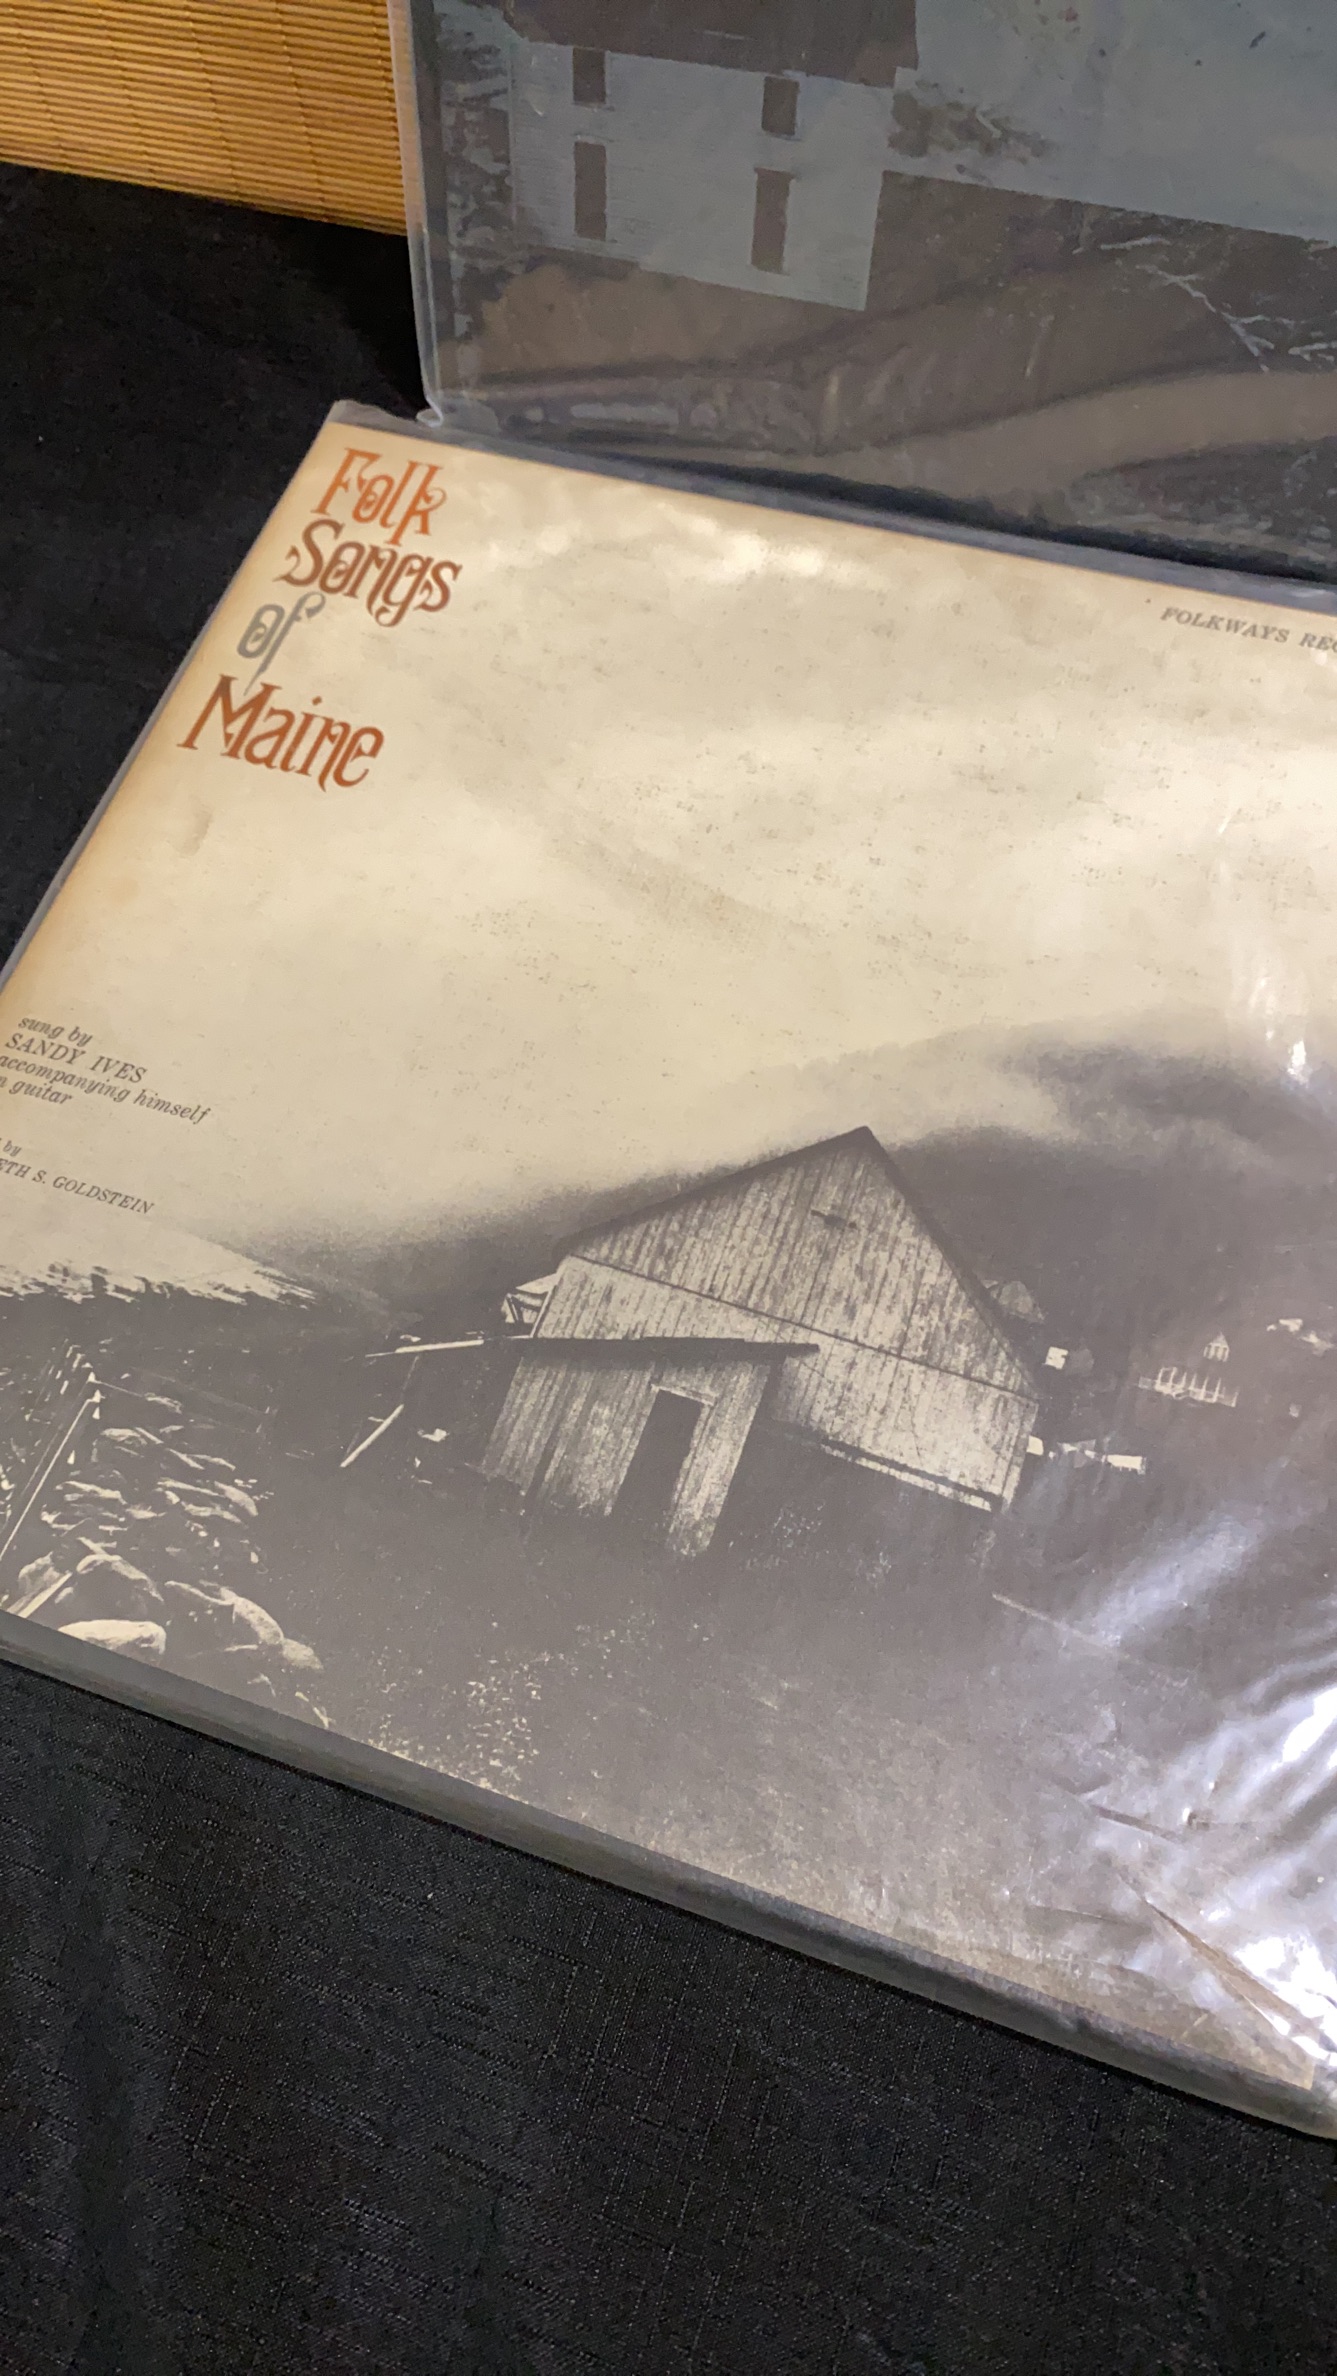 Folk
Songs
of
Maine
FOLKWAYS
sung by
SANDY IVES
accompanying himself
guitar
by
S. GOLDSTEIN